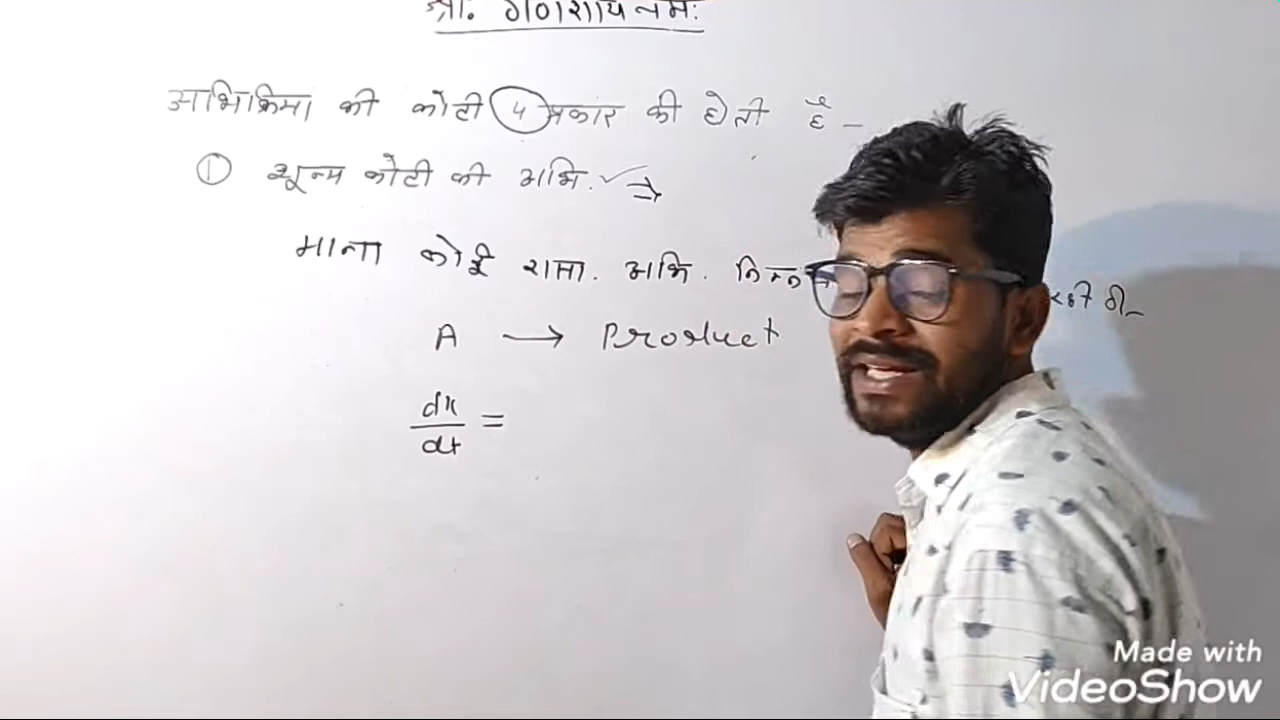 श्री. गणेशाय नमः
अभिक्रिया की कोटी 4 प्रकार की होती है -
① शून्य कोटी की अभि. ✓ ⇒
माना कोई रासा. अभि. निम्न
A → Product
dx/dt =
Made with
VideoShow